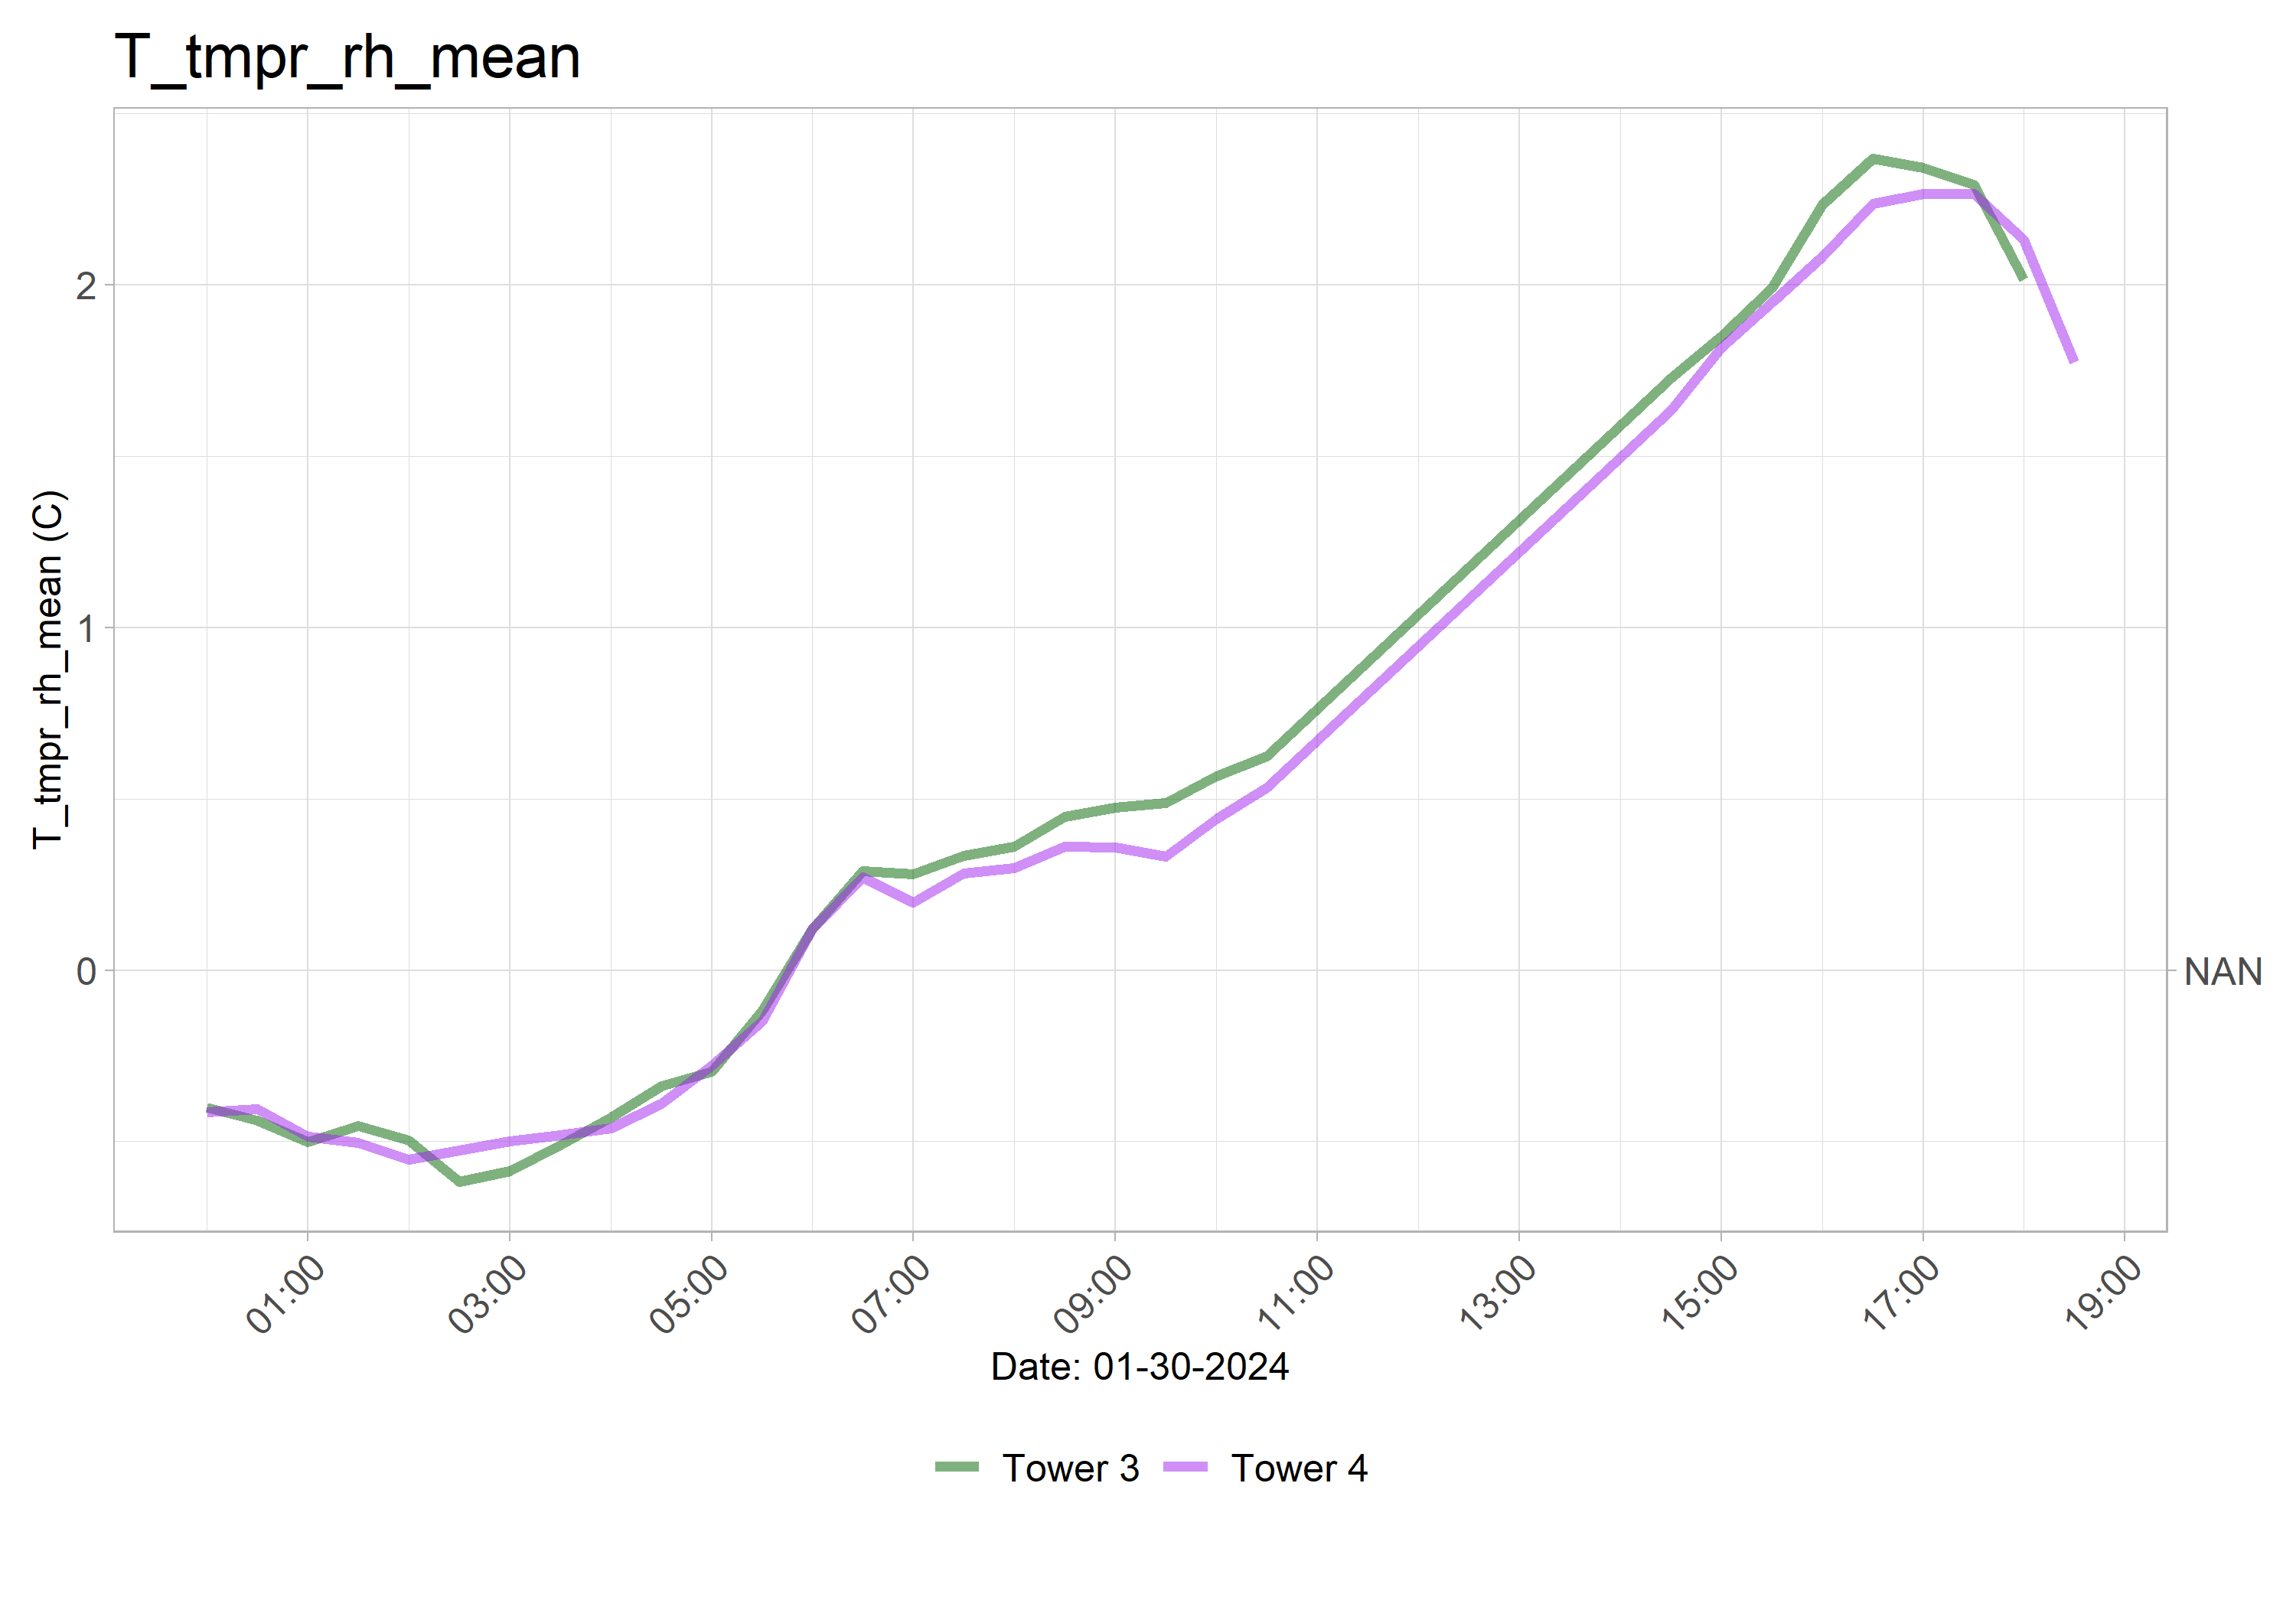 T_tmpr_rh_mean
T_tmpr_rh_mean (C)
2
1
0
NAN
01:00
03:00
05:00
07:00
09:00
11:00
13:00
15:00
17:00
19:00
Date: 01-30-2024
Tower 3
Tower 4